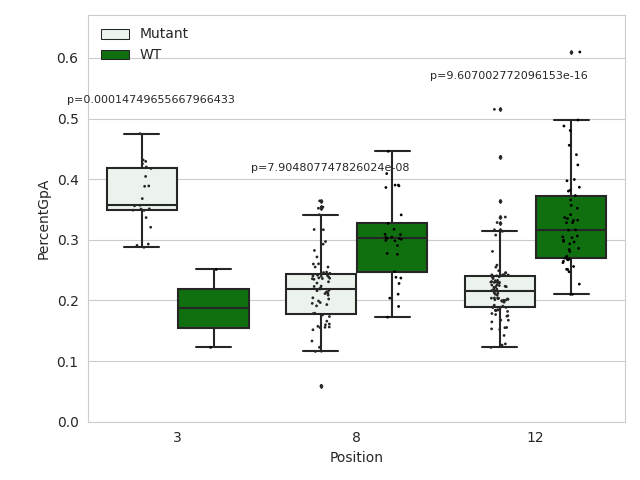 Mutant
WT
p=0.00014749655667966433
p=9.607002772096153e-16
p=7.904807747826024e-08
PercentGpA
0.6
0.5
0.4
0.3
0.2
0.1
0.0
3 8 12
Position